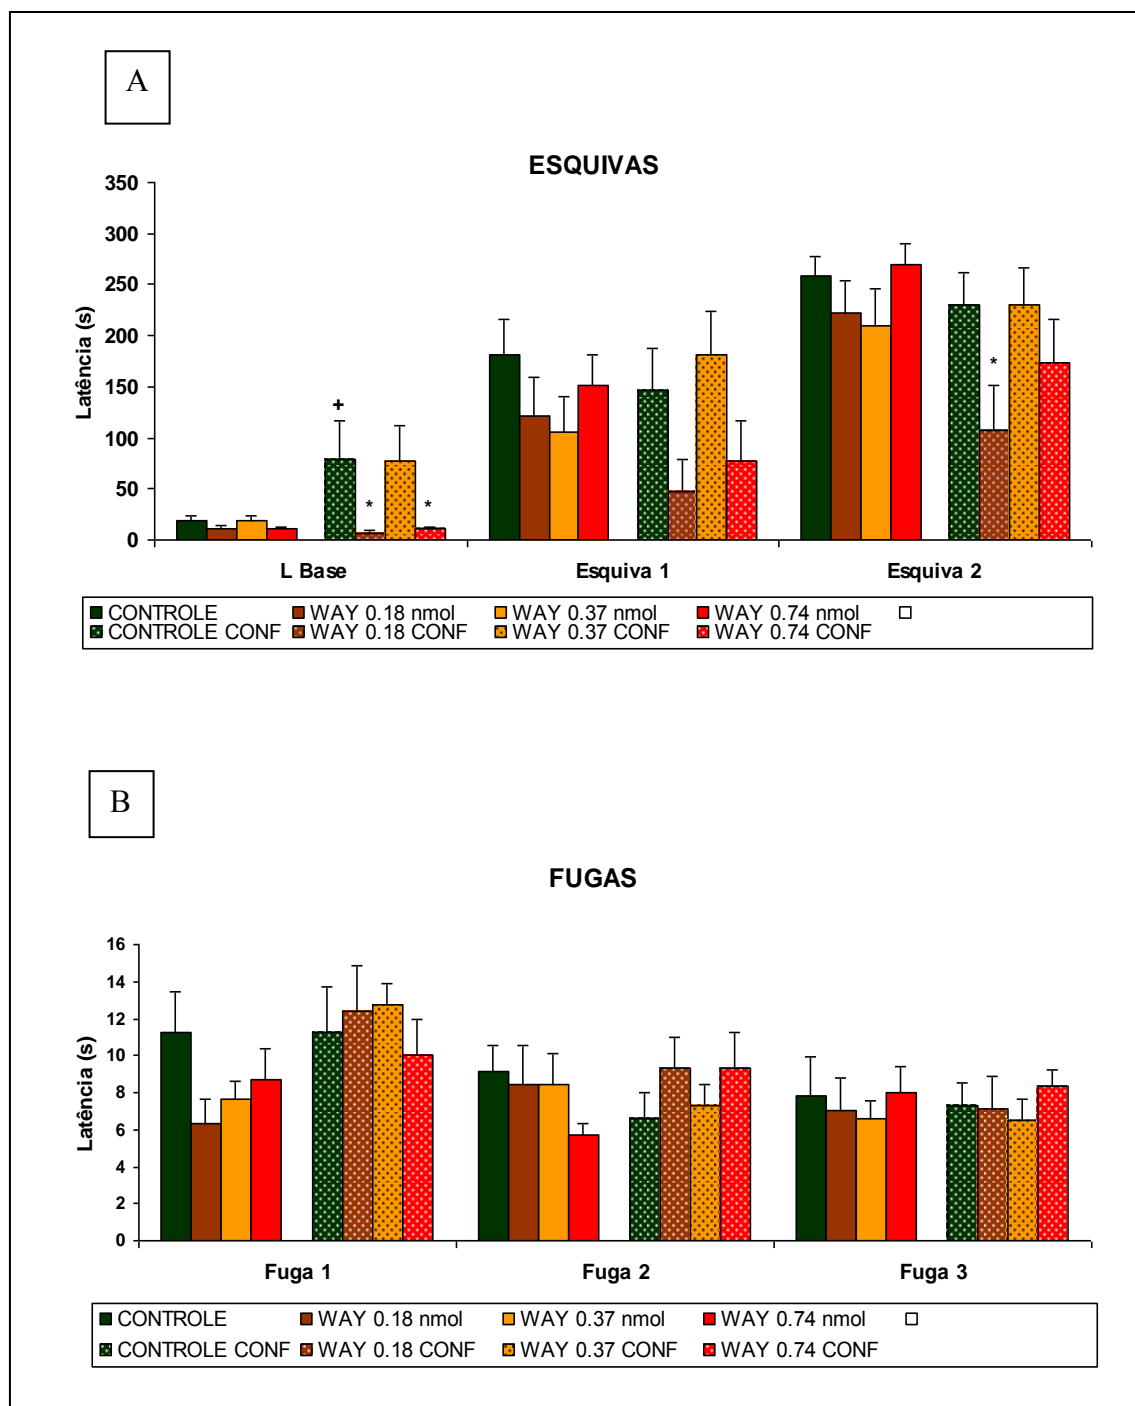 A
ESQUIVAS
350
300
250
200
150
100
50
0
Latência (s)
+
*
*
*
L Base Esquiva 1 Esquiva 2
CONTROLE WAY 0.18 nmol WAY 0.37 nmol WAY 0.74 nmol
CONTROLE CONF WAY 0.18 CONF WAY 0.37 CONF WAY 0.74 CONF
B
FUGAS
16
14
12
10
8
6
4
2
0
Latência (s)
Fuga 1 Fuga 2 Fuga 3
CONTROLE WAY 0.18 nmol WAY 0.37 nmol WAY 0.74 nmol
CONTROLE CONF WAY 0.18 CONF WAY 0.37 CONF WAY 0.74 CONF